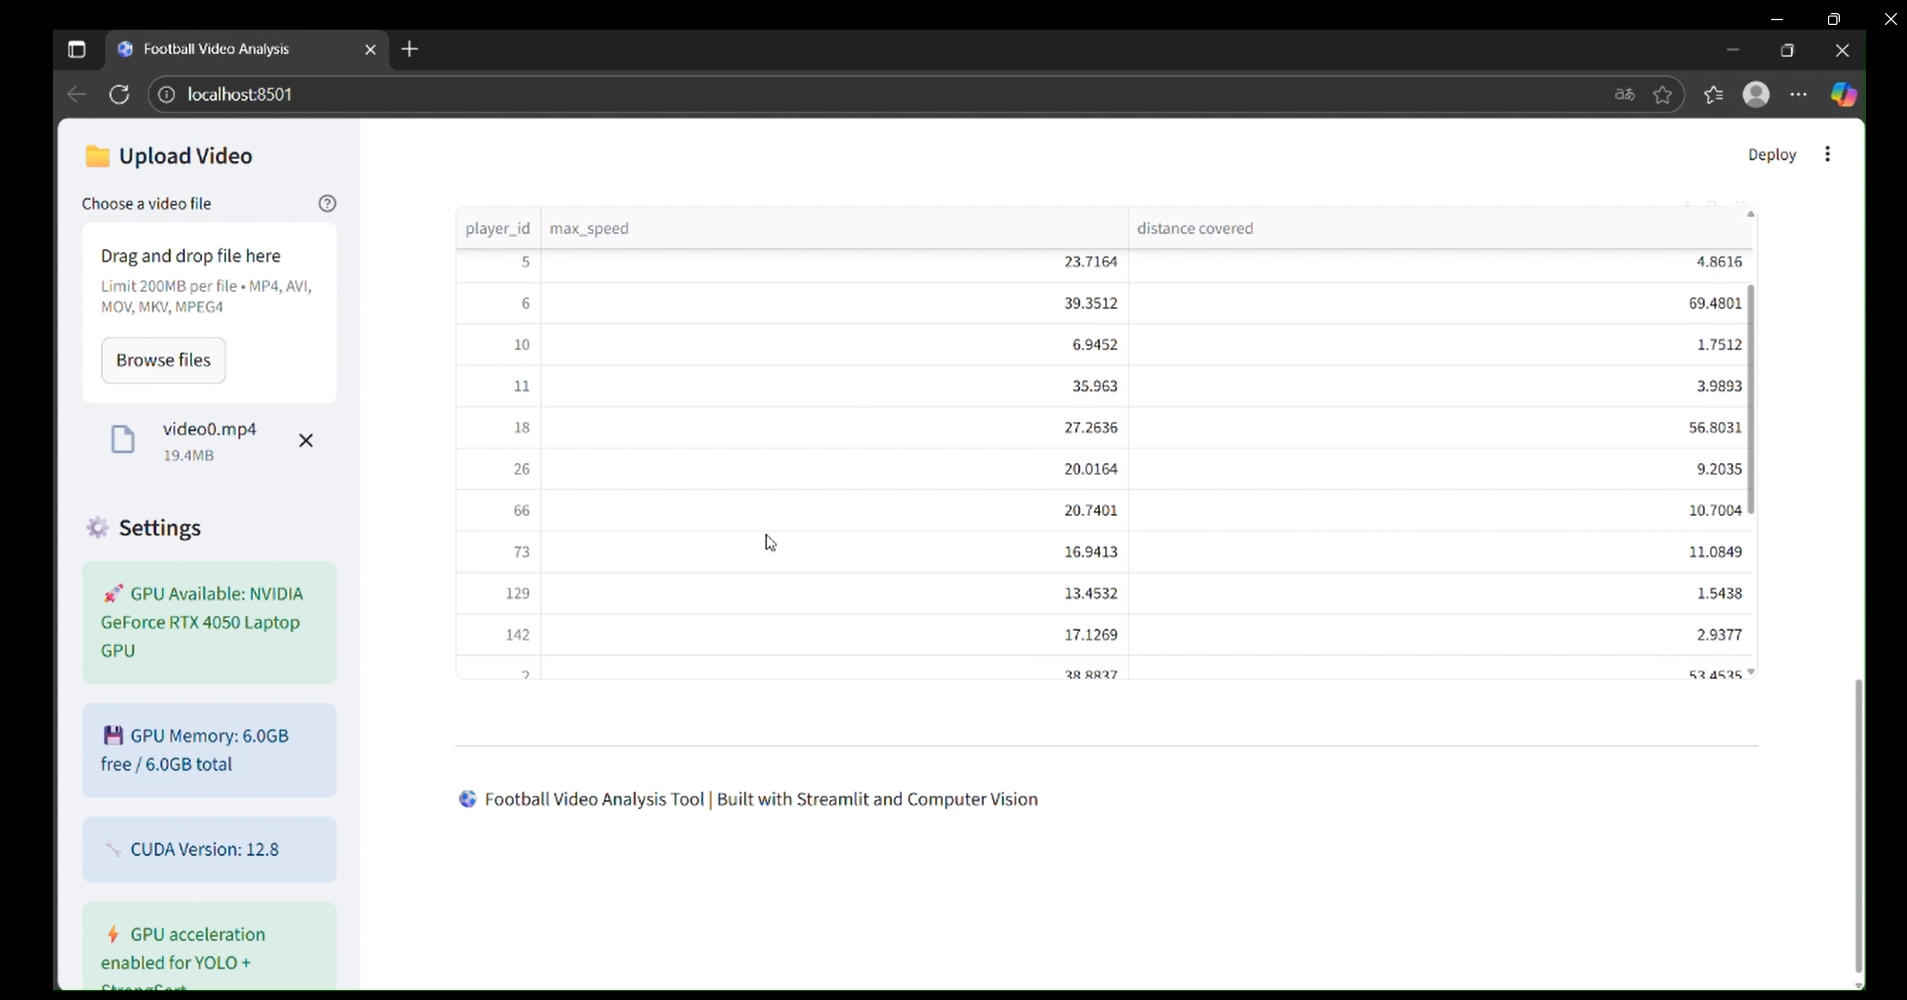 Football Video Analysis
localhost:8501
Upload Video
Choose a video file
Drag and drop file here
Limit 200MB per file • MP4, AVI,
MOV, MKV, MPEG4
Browse files
video0.mp4
19.4MB
Settings
GPU Available: NVIDIA
GeForce RTX 4050 Laptop
GPU
GPU Memory: 6.0GB
free / 6.0GB total
CUDA Version: 12.8
GPU acceleration
enabled for YOLO +
StrongSort
Deploy
player_id max_speed distance covered
5 23.7164 4.8616
6 39.3512 69.4801
10 6.9452 1.7512
11 35.963 3.9893
18 27.2636 56.8031
26 20.0164 9.2035
66 20.7401 10.7004
73 16.9413 11.0849
129 13.4532 1.5438
142 17.1269 2.9377
2 38.8837 53.4535
Football Video Analysis Tool | Built with Streamlit and Computer Vision